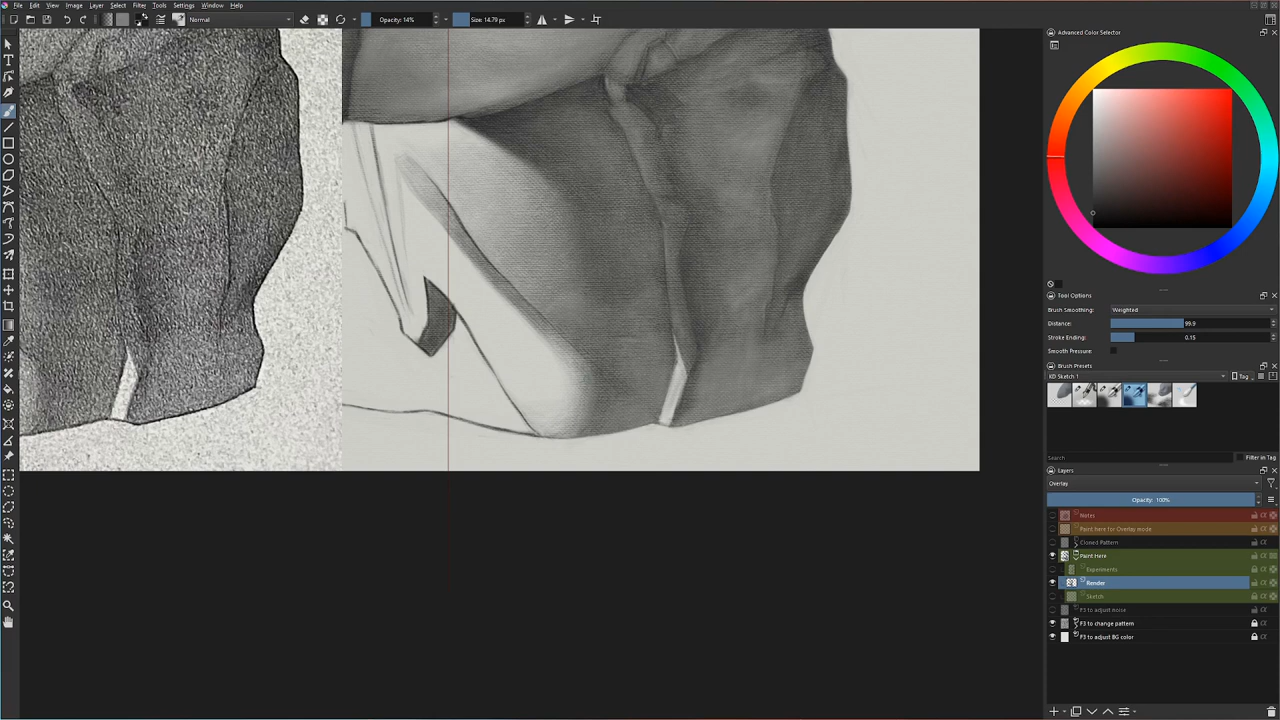 File Edit View Image Layer Select Filter Tools Settings Window Help
Normal Opacity: 14% Size: 14.79 px
Advanced Color Selector
Tool Options
Brush Smoothing: Weighted
Distance: 99.9
Stroke Ending: 0.15
Smooth Pressure:
Brush Presets
KD Sketch 1 Tag
Search Filter in Tag
Layers
Overlay
Opacity: 100%
Notes
Paint here for Overlay mode
Cloned Pattern
Paint Here
Experiments
Render
Sketch
F3 to adjust noise
F3 to change pattern
F3 to adjust BG color